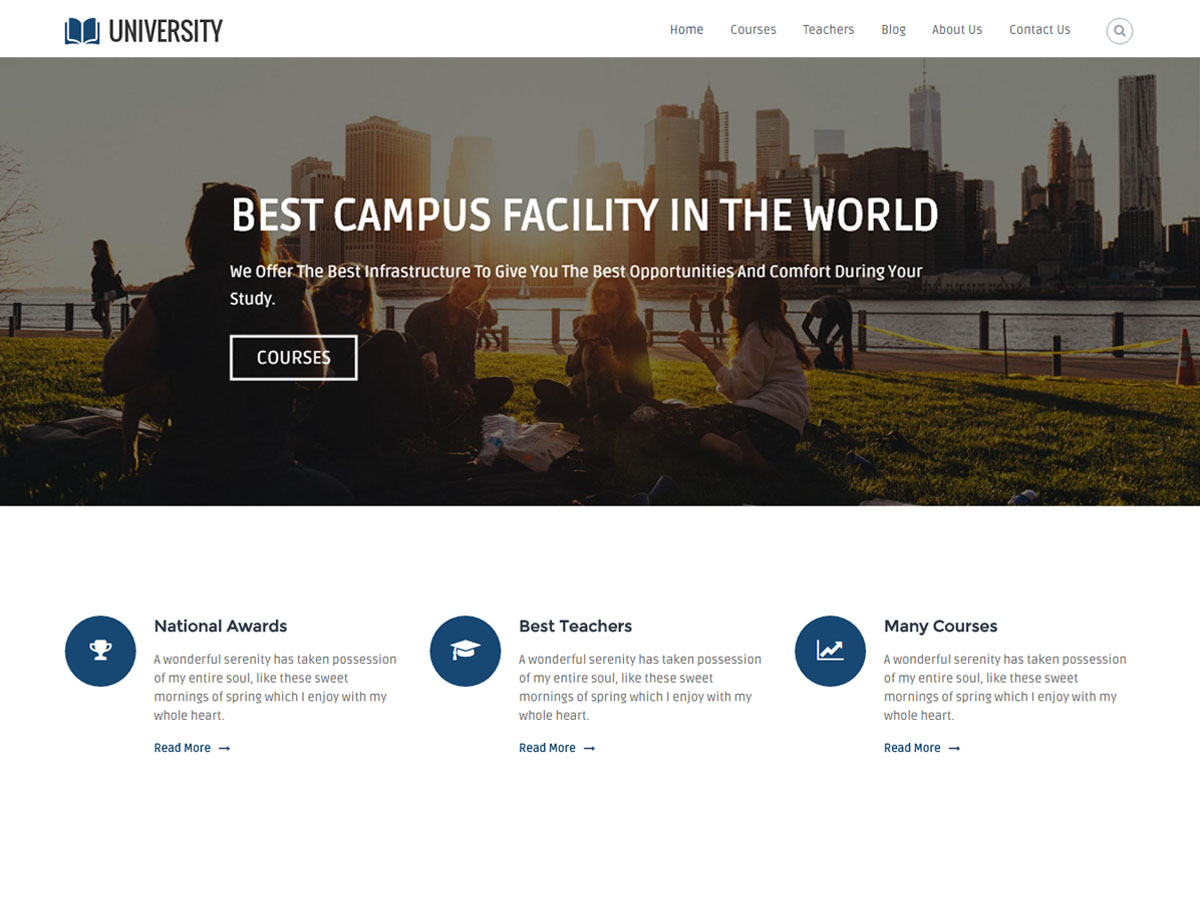 UNIVERSITY
Home Courses Teachers Blog About Us Contact Us
BEST CAMPUS FACILITY IN THE WORLD
We Offer The Best Infrastructure To Give You The Best Opportunities And Comfort During Your
Study.
COURSES
National Awards
A wonderful serenity has taken possession
of my entire soul, like these sweet
mornings of spring which I enjoy with my
whole heart.
Read More →
Best Teachers
A wonderful serenity has taken possession
of my entire soul, like these sweet
mornings of spring which I enjoy with my
whole heart.
Read More →
Many Courses
A wonderful serenity has taken possession
of my entire soul, like these sweet
mornings of spring which I enjoy with my
whole heart.
Read More →